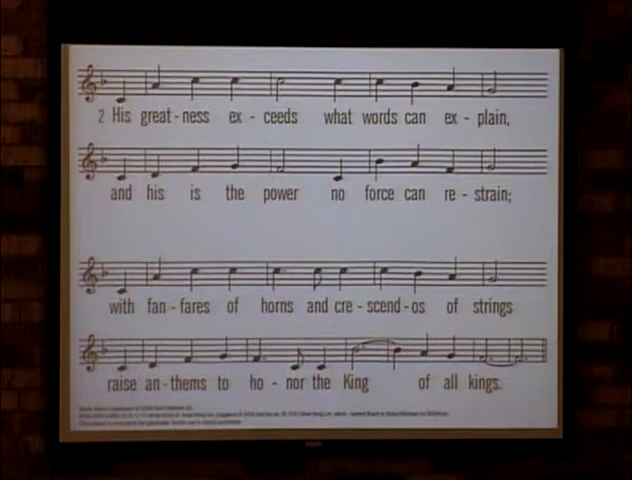 2 His great - ness ex - ceeds what words can ex - plain,
and his is the power no force can re - strain;
with fan - fares of horns and cre - scend - os of strings
raise an - thems to ho - nor the King of all kings.